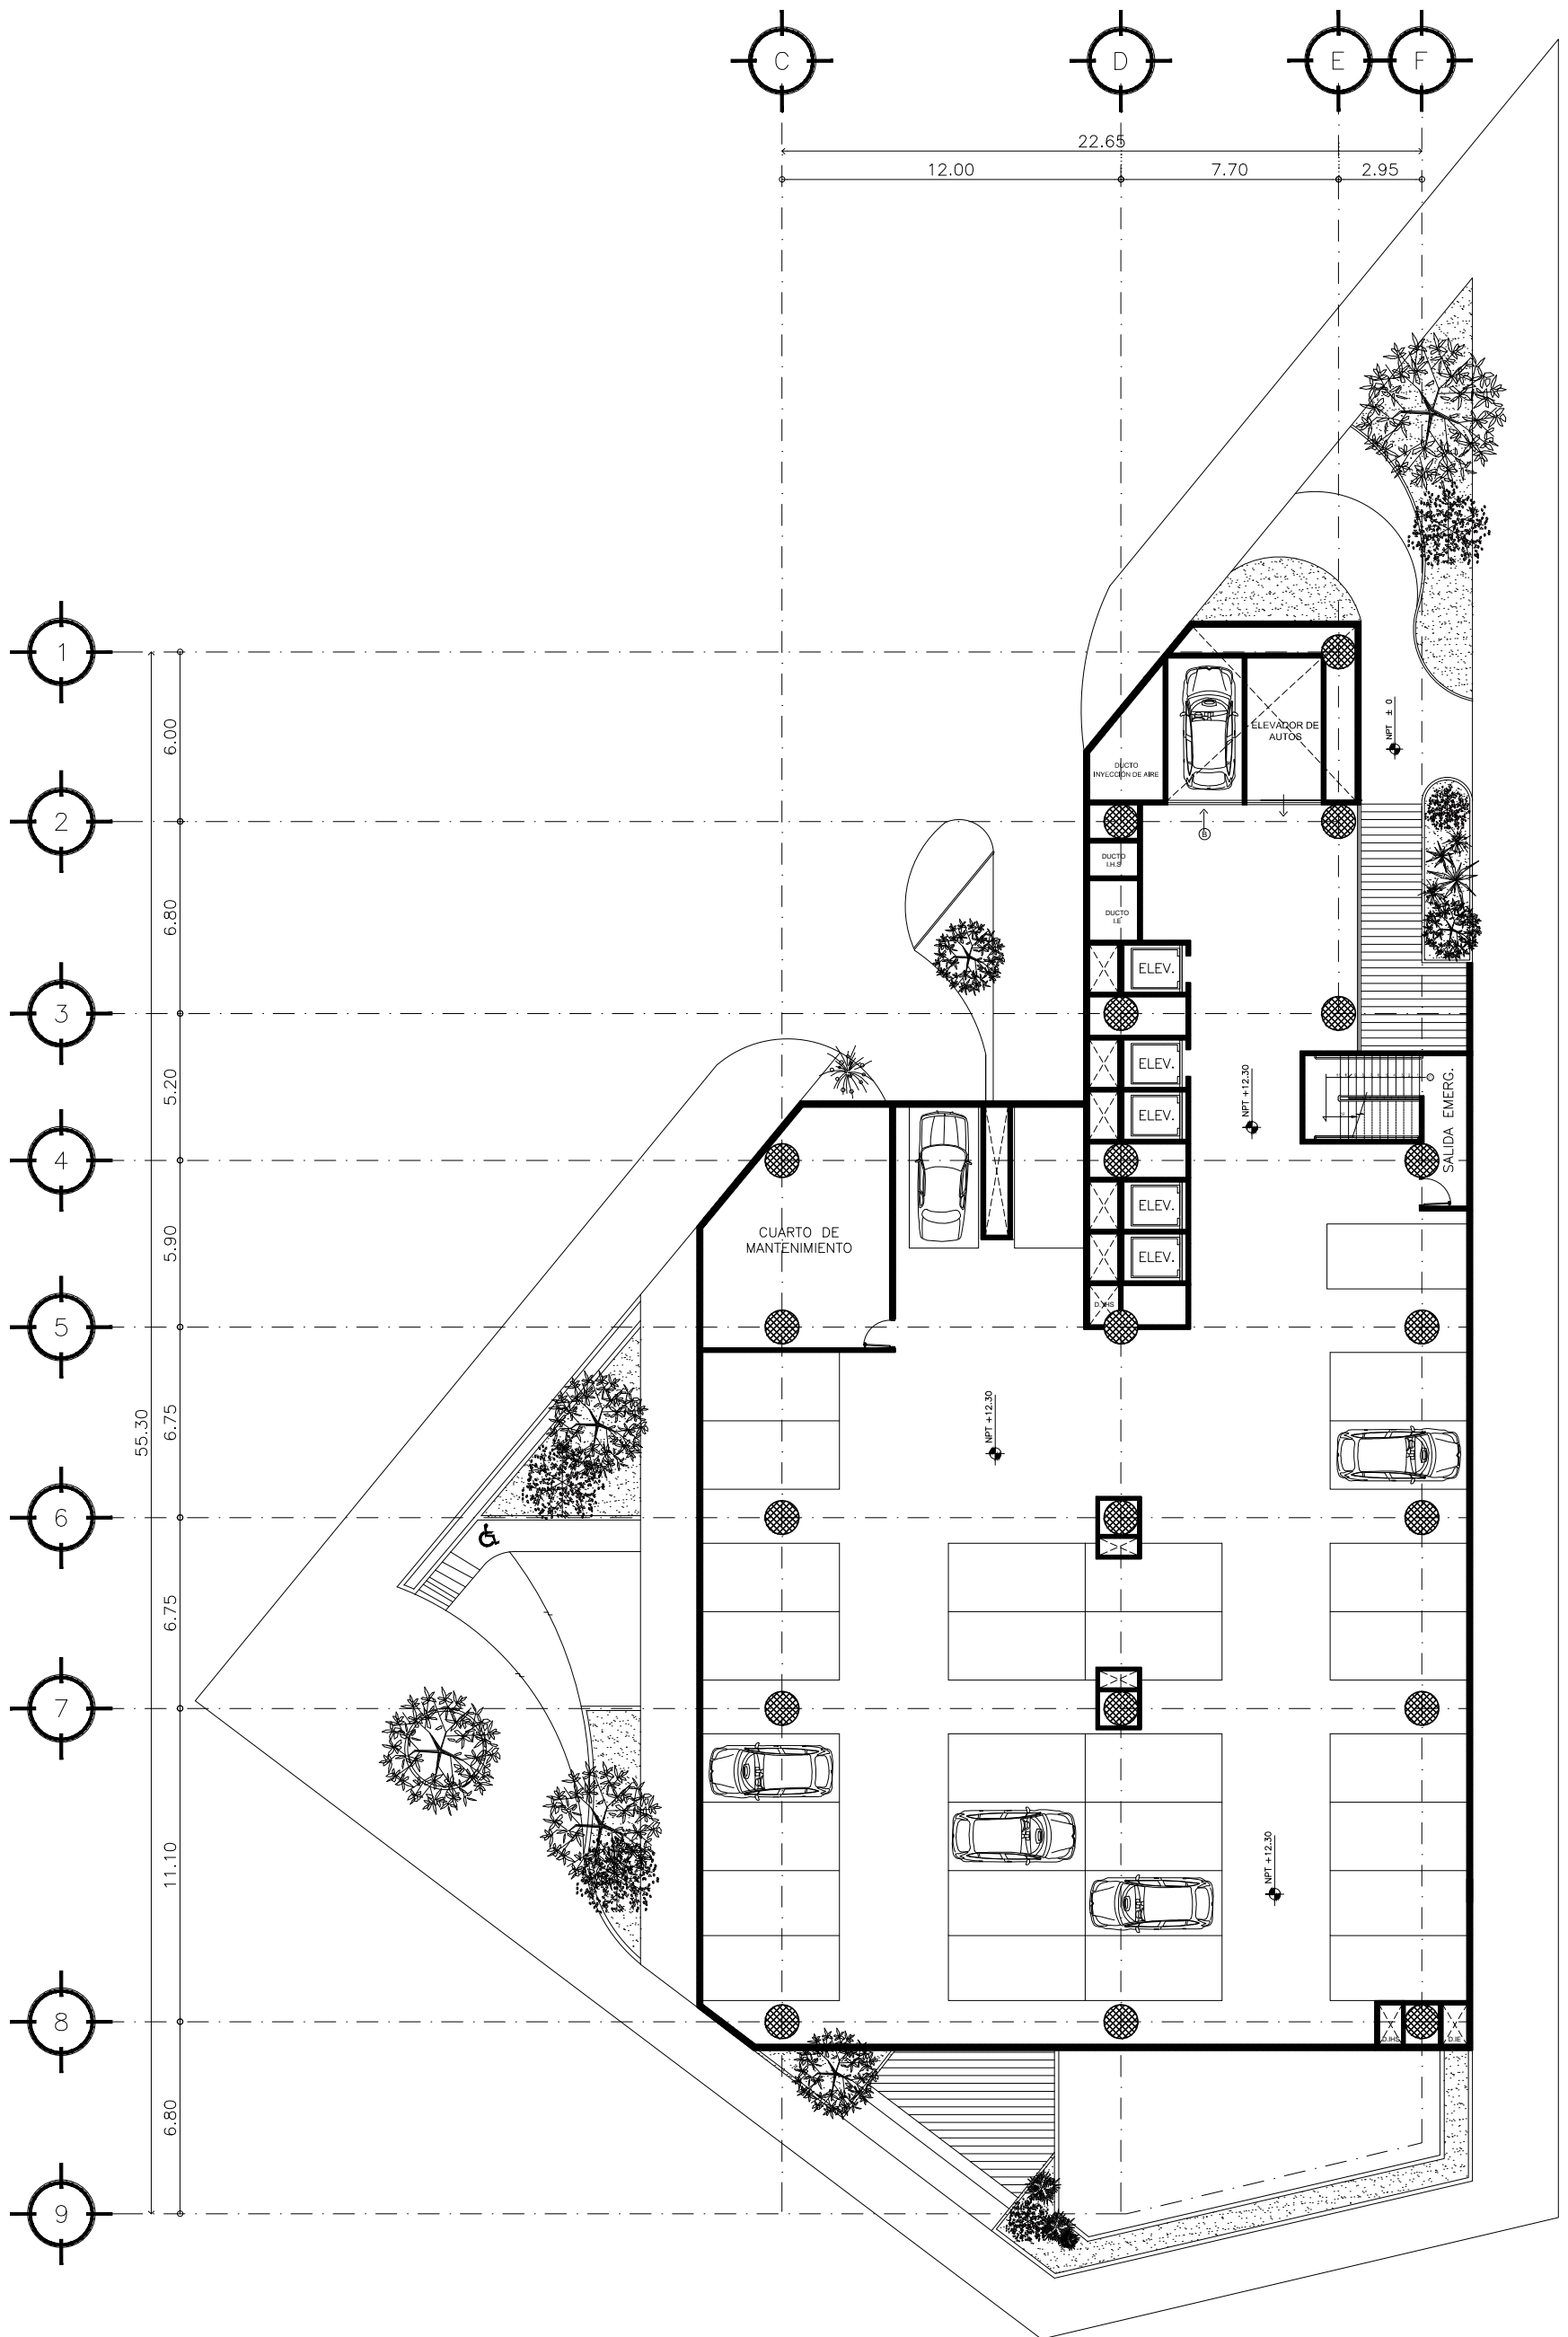 C
D
E
F
22.65
12.00
7.70
2.95
1
2
3
4
5
6
7
8
9
6.00
6.80
5.20
5.90
6.75
6.75
11.10
6.80
55.30
ELEVADOR DE
AUTOS
DUCTO
INYECCIÓN DE AIRE
NPT ± 0
B
DUCTO
I.H.S
DUCTO
I.E
ELEV.
ELEV.
ELEV.
ELEV.
ELEV.
NPT +12.30
SALIDA EMERG.
CUARTO DE
MANTENIMIENTO
D.IHS
NPT +12.30
NPT +12.30
D.IHS
D.IE